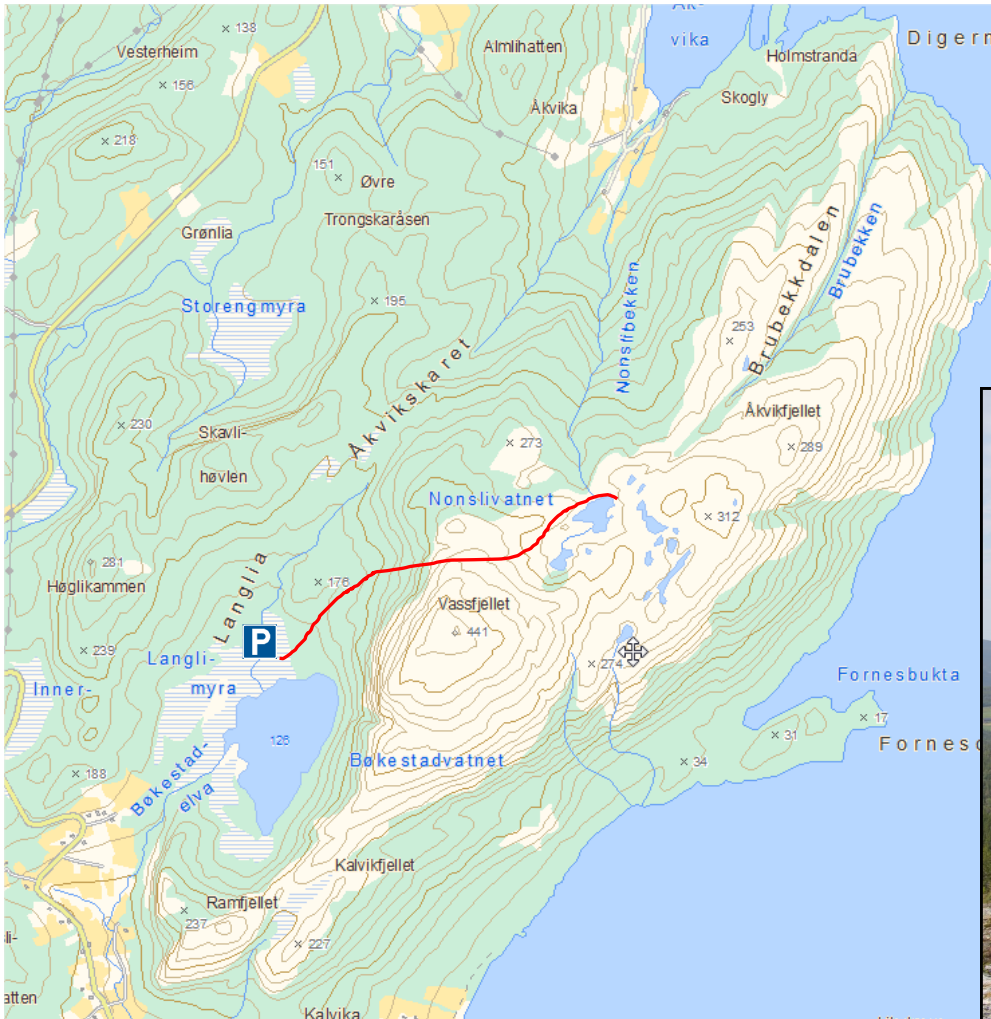 138
Vesterheim
156
Almlihatten
vika
Digern
Holmstranda
Skogly
Åkvika
218
151
Øvre
Trongskaråsen
Grønlia
Storengmyra
195
Nonslibekken
Brubekkdalen
Brubekken
253
Åkvikskaret
Åkvikfjellet
230
Skavli-
høvlen
273
289
Nonslivatnet
312
281
Høglikammen
Langlia
176
Vassfjellet
441
P
239
Langli-
myra
Inner-
274
Fornesbukta
17
126
31
Bøkestadvatnet
34
188
Bøkestad-
elva
Kalvikfjellet
Ramfjellet
237
227
atten
Kalvika